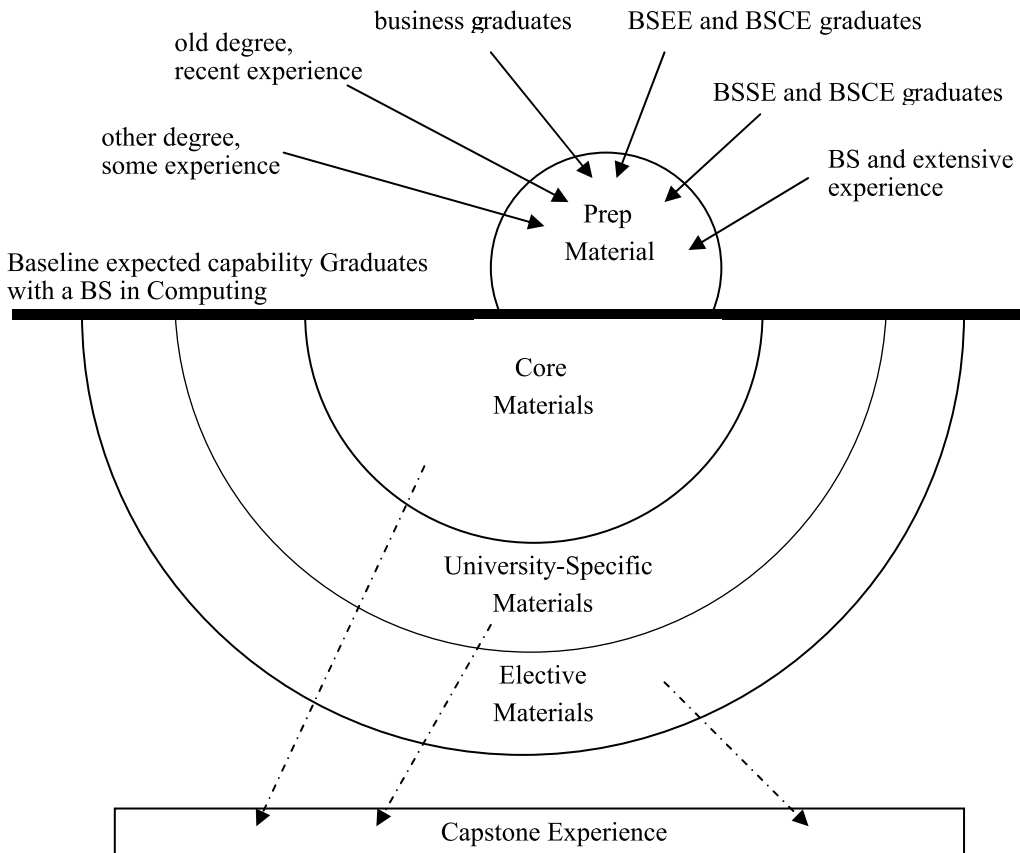 business graduates
BSEE and BSCE graduates
old degree,
recent experience
BSSE and BSCE graduates
other degree,
some experience
BS and extensive
experience
Prep
Material
Baseline expected capability Graduates
with a BS in Computing
Core
Materials
University-Specific
Materials
Elective
Materials
Capstone Experience